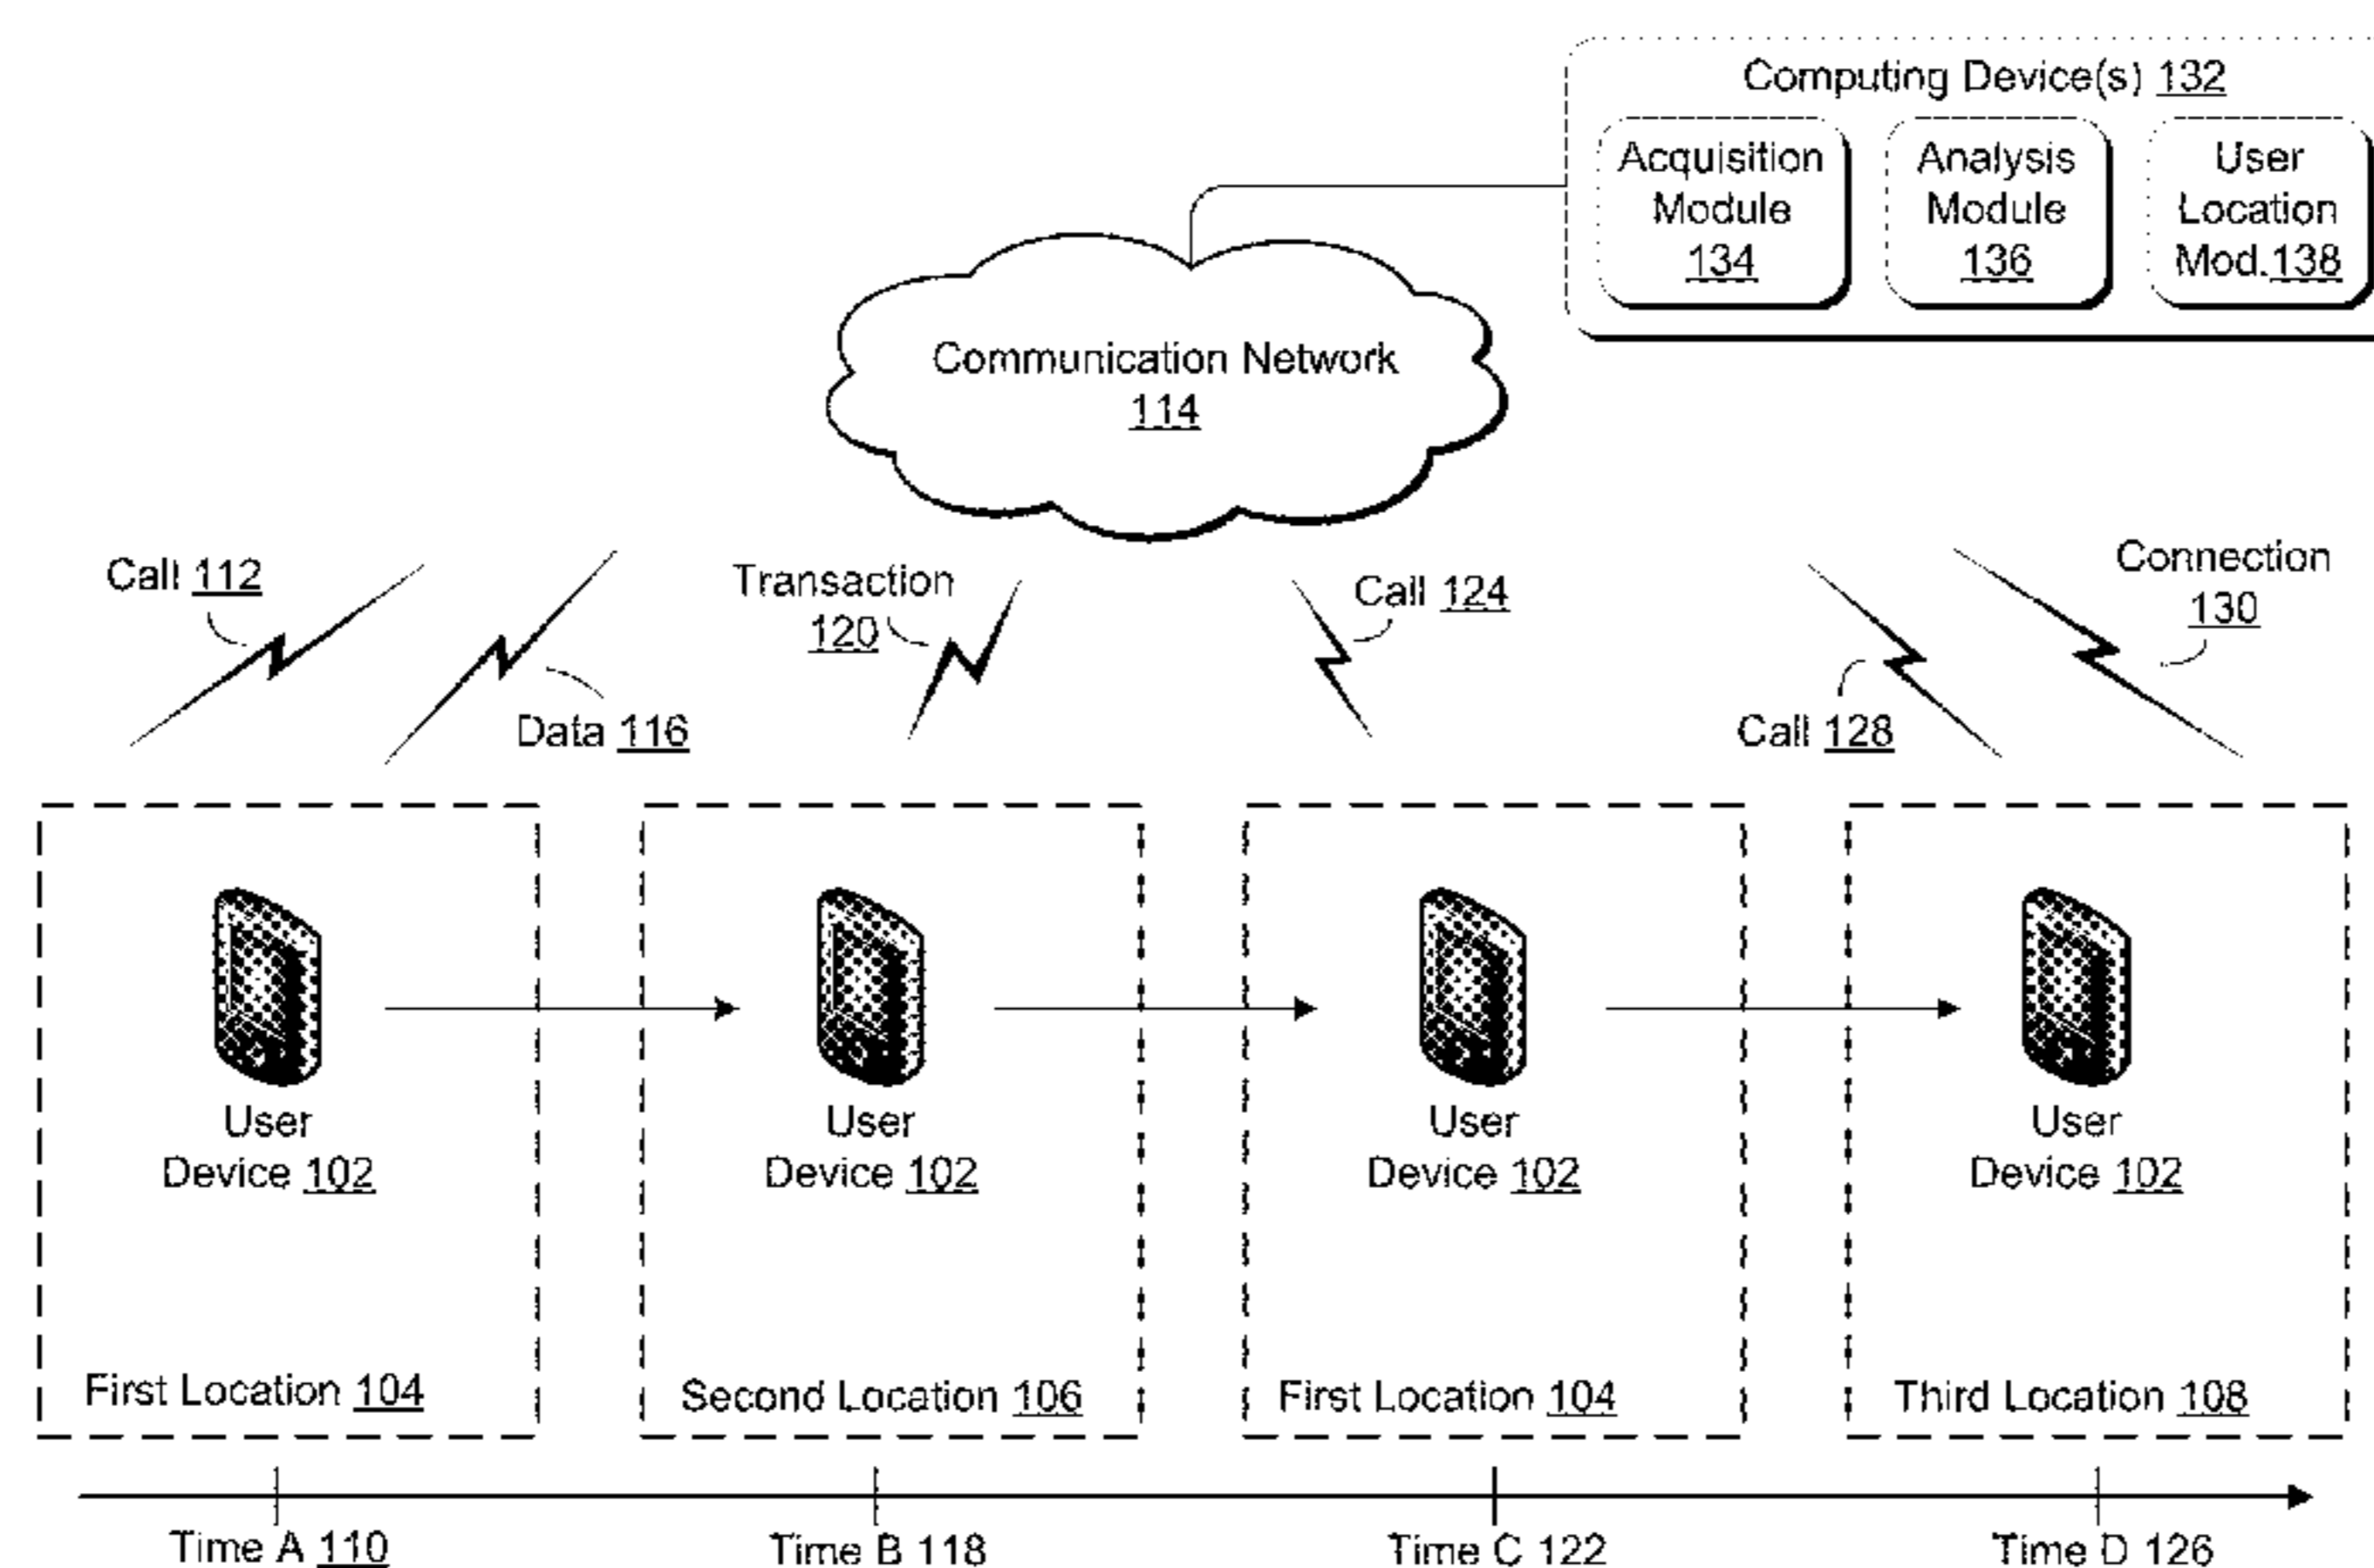 Computing Device(s) 132
Acquisition
Module
134
Analysis
Module
136
User
Location
Mod.138
Communication Network
114
Call 112
Data 116
Transaction
120
Call 124
Call 128
Connection
130
User
Device 102
First Location 104
User
Device 102
Second Location 106
User
Device 102
First Location 104
User
Device 102
Third Location 108
Time A 110
Time B 118
Time C 122
Time D 126